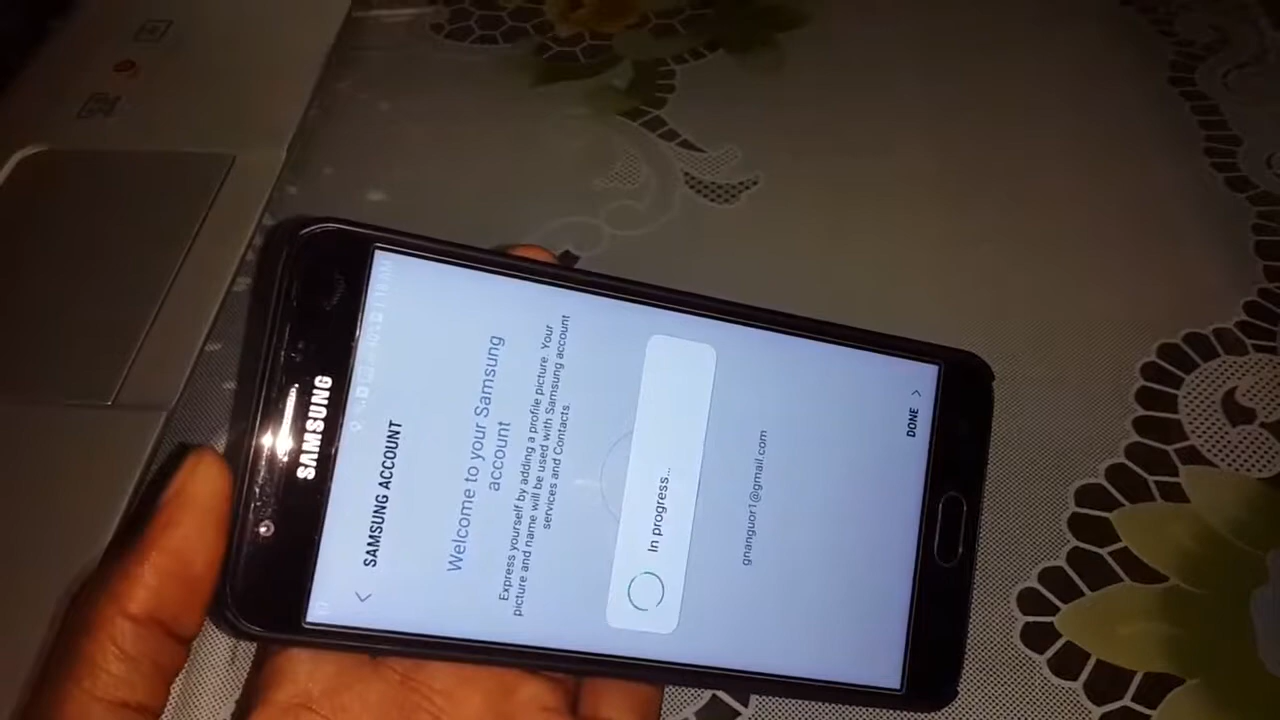 SAMSUNG
SAMSUNG ACCOUNT
Welcome to your Samsung
account
Express yourself by adding a profile picture. Your
picture and name will be used with Samsung account
services and Contacts.
In progress...
gnanguor1@gmail.com
DONE